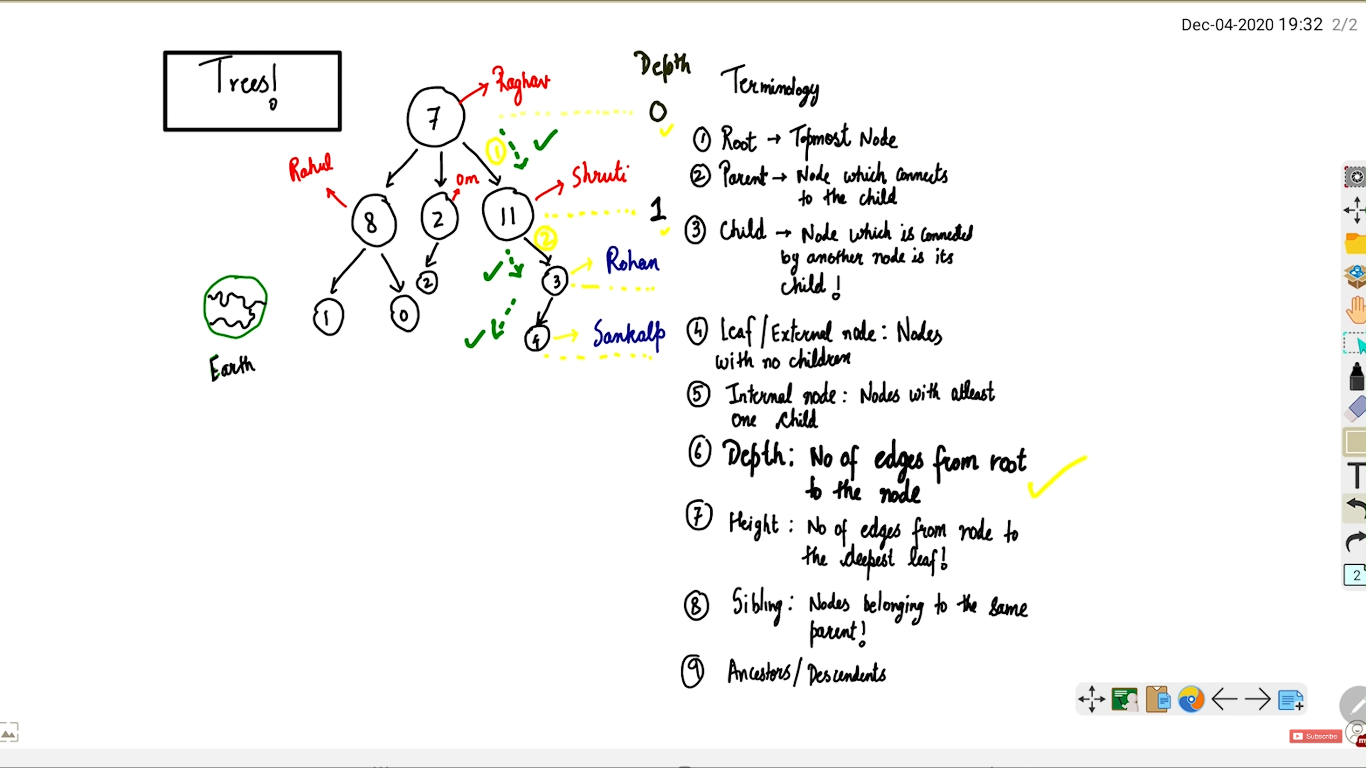 Dec-04-2020 19:32 2/2
Trees!
Depth
Terminology
7
Raghav
0
1
Rahul
om
Shruti
8
2
11
1
2
2
3
Rohan
1
0
4
Sankalp
Earth
1 Root → Topmost Node
2 Parent → Node which connects
to the child
3 Child → Node which is connected
by another node is its
child!
4 Leaf/External node: Nodes
with no children
5 Internal node: Nodes with atleast
one child
6 Depth: No of edges from root
to the node
7 Height: No of edges from node to
the deepest leaf!
8 Sibling: Nodes belonging to the same
parent!
9 Ancestors/Descendents
T
2
Subscribe